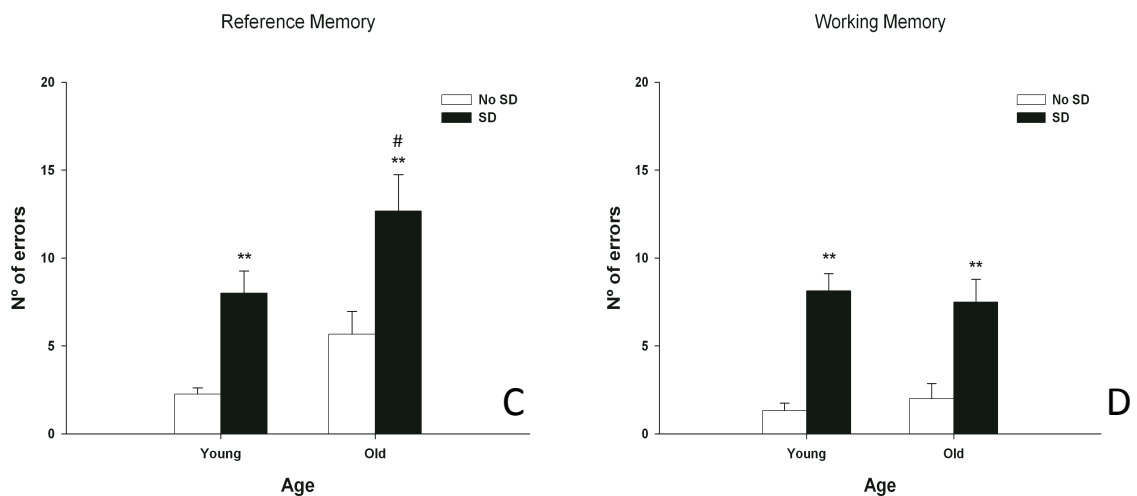 Reference Memory
20
15
10
5
0
Nº of errors
No SD
SD
**
#
**
Young
Old
Age
C
Working Memory
20
15
10
5
0
Nº of errors
No SD
SD
**
**
Young
Old
Age
D